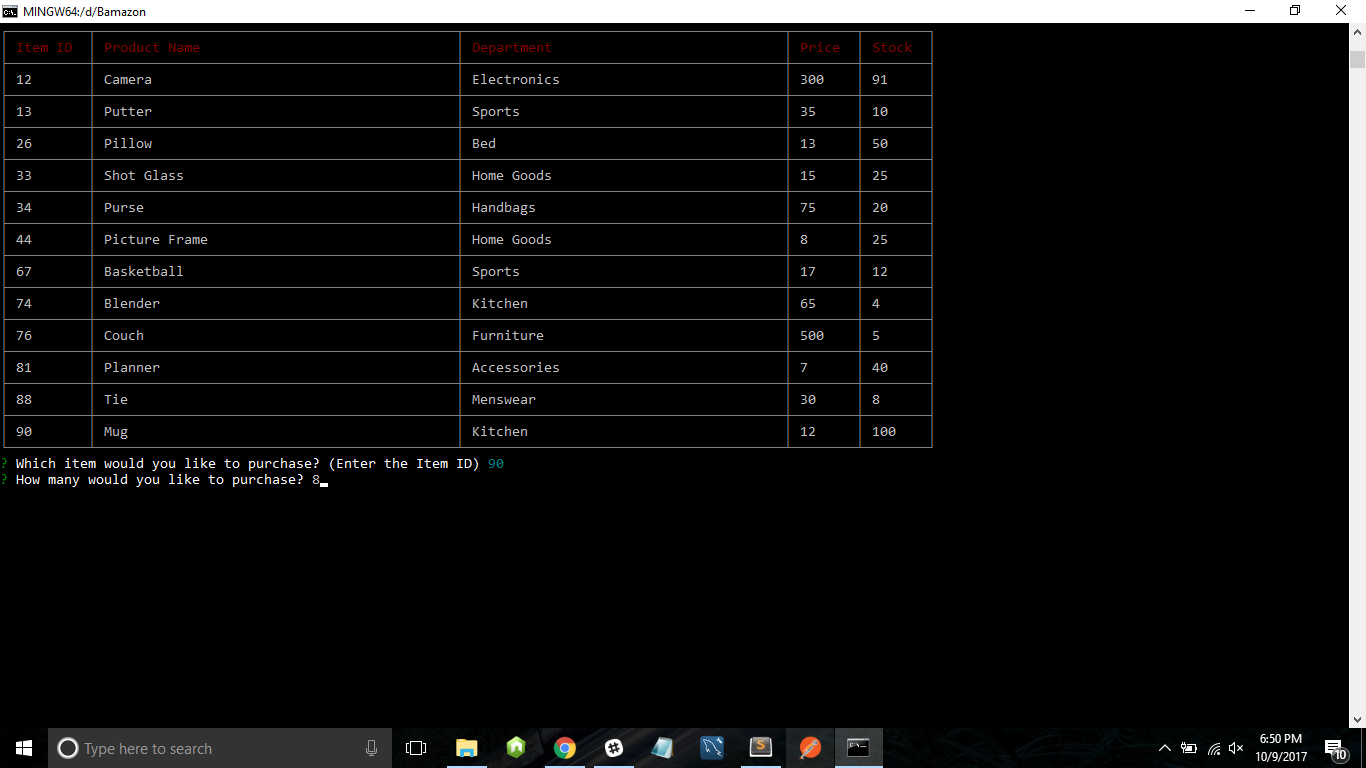 MINGW64:/d/Bamazon
Item ID Product Name Department Price Stock
12 Camera Electronics 300 91
13 Putter Sports 35 10
26 Pillow Bed 13 50
33 Shot Glass Home Goods 15 25
34 Purse Handbags 75 20
44 Picture Frame Home Goods 8 25
67 Basketball Sports 17 12
74 Blender Kitchen 65 4
76 Couch Furniture 500 5
81 Planner Accessories 7 40
88 Tie Menswear 30 8
90 Mug Kitchen 12 100
? Which item would you like to purchase? (Enter the Item ID) 90
? How many would you like to purchase? 8
Type here to search
6:50 PM
10/9/2017
10